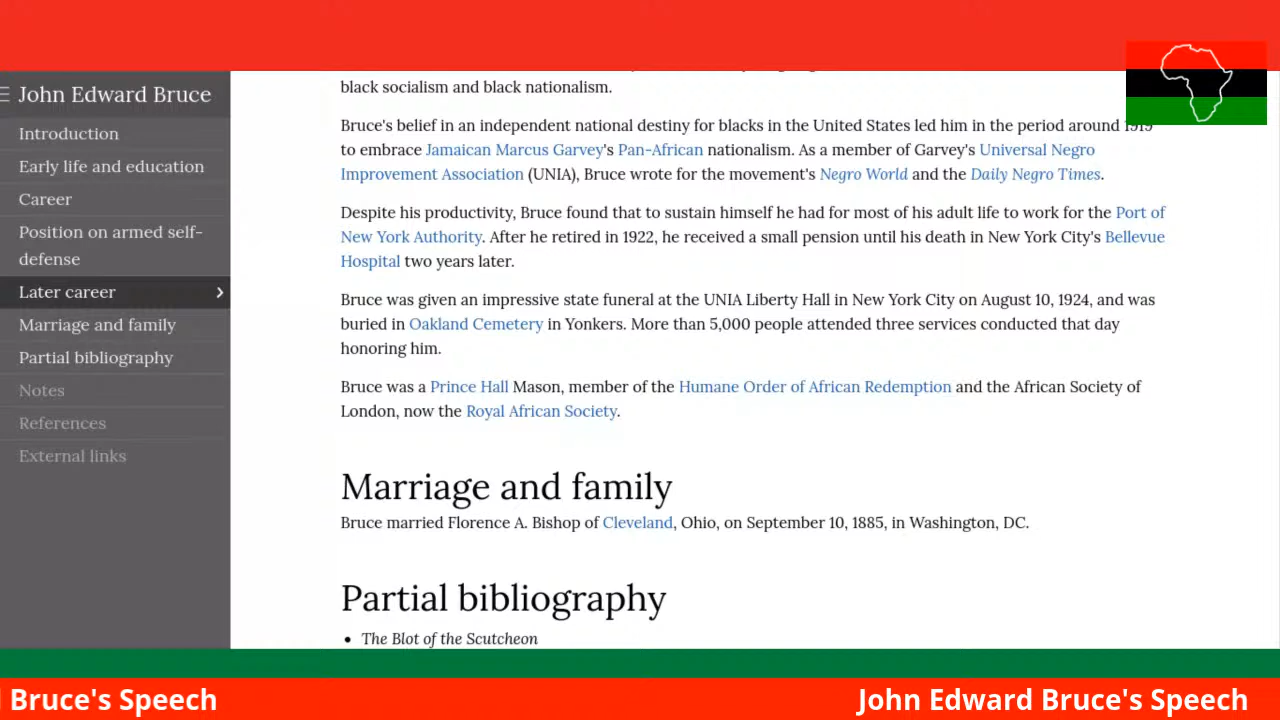 John Edward Bruce
Introduction
Early life and education
Career
Position on armed self-
defense
Later career
Marriage and family
Partial bibliography
Notes
References
External links
black socialism and black nationalism.
Bruce's belief in an independent national destiny for blacks in the United States led him in the period around 1919
to embrace Jamaican Marcus Garvey's Pan-African nationalism. As a member of Garvey's Universal Negro
Improvement Association (UNIA), Bruce wrote for the movement's Negro World and the Daily Negro Times.
Despite his productivity, Bruce found that to sustain himself he had for most of his adult life to work for the Port of
New York Authority. After he retired in 1922, he received a small pension until his death in New York City's Bellevue
Hospital two years later.
Bruce was given an impressive state funeral at the UNIA Liberty Hall in New York City on August 10, 1924, and was
buried in Oakland Cemetery in Yonkers. More than 5,000 people attended three services conducted that day
honoring him.
Bruce was a Prince Hall Mason, member of the Humane Order of African Redemption and the African Society of
London, now the Royal African Society.
Marriage and family
Bruce married Florence A. Bishop of Cleveland, Ohio, on September 10, 1885, in Washington, DC.
Partial bibliography
• The Blot of the Scutcheon
Bruce's Speech
John Edward Bruce's Speech